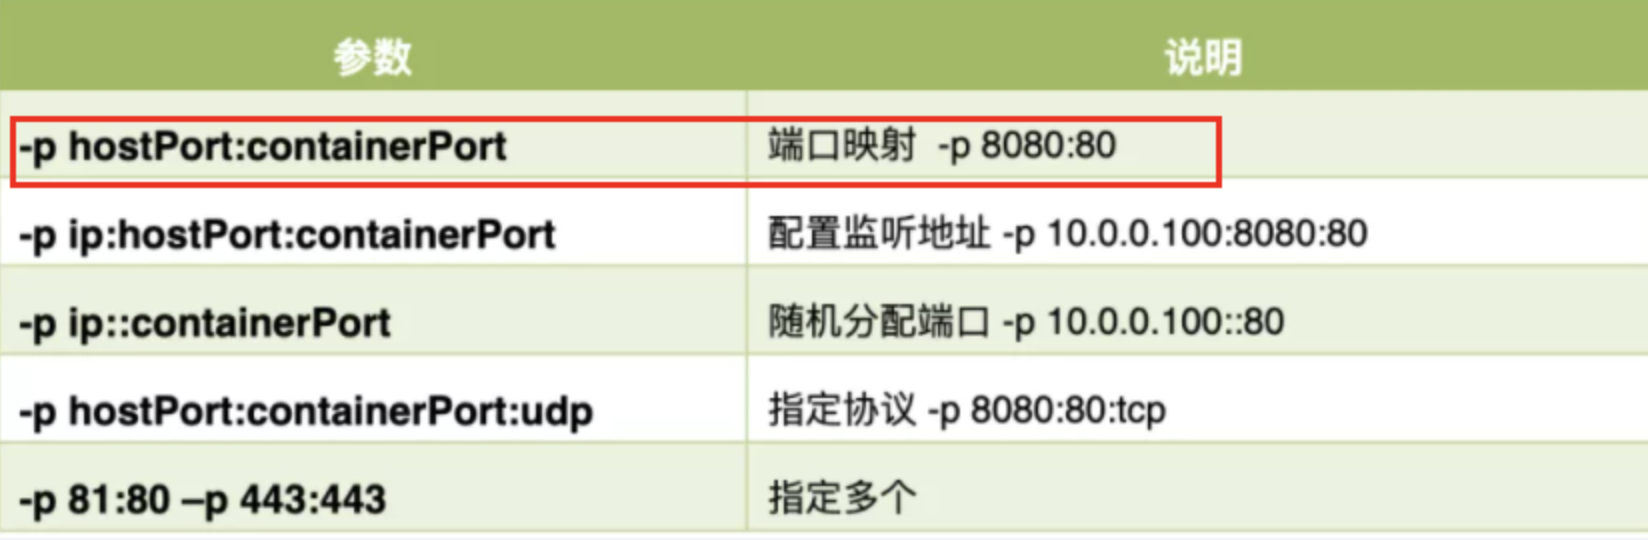 参数 说明
-p hostPort:containerPort 端口映射 -p 8080:80
-p ip:hostPort:containerPort 配置监听地址 -p 10.0.0.100:8080:80
-p ip::containerPort 随机分配端口 -p 10.0.0.100::80
-p hostPort:containerPort:udp 指定协议 -p 8080:80:tcp
-p 81:80 –p 443:443 指定多个